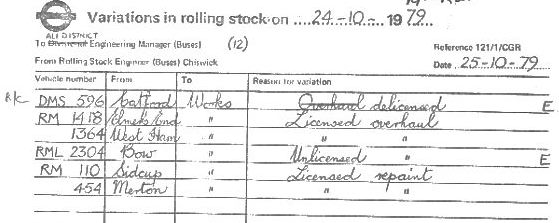 Variations in rolling stock on 24-10- 1979
ALL DISTRICT
To Divisional Engineering Manager (Buses) (12) Reference 121/1/CGR
From Rolling Stock Engineer (Buses) Chiswick Date 25-10-79
Vehicle number From To Reason for variation
DMS 596 Catford Works Overhaul delicensed E
RM 1418 Elmers End " Licensed overhaul
1364 West Ham " " "
RML 2304 Bow " Unlicensed " E
RM 110 Sidcup " Licensed repaint
454 Merton " " "